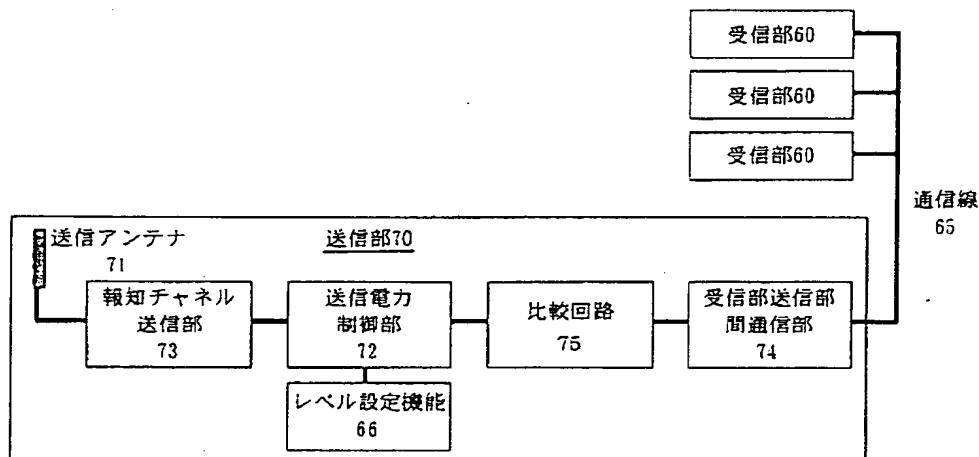 受信部60
受信部60
受信部60
通信線
65
送信アンテナ
71
送信部70
報知チャネル
送信部
73
送信電力
制御部
72
比較回路
75
受信部送信部
間通信部
74
レベル設定機能
66